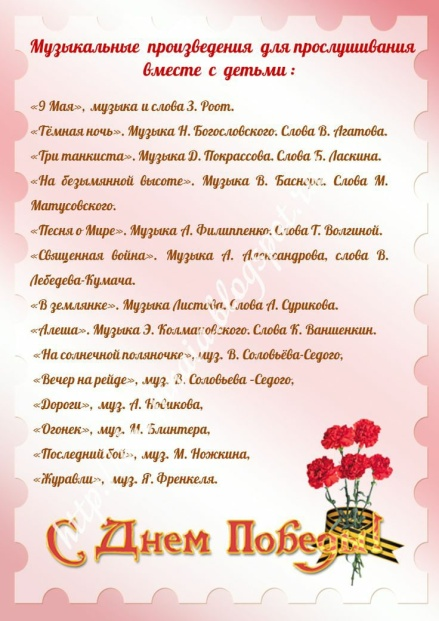 Музыкальные произведения для прослушивания
вместе с детьми :
«9 Мая», музыка и слова З. Роот.
«Тёмная ночь». Музыка Н. Богословского. Слова В. Агатова.
«Три танкиста». Музыка Д. Покрассова. Слова Б. Ласкина.
«На безымянной высоте». Музыка В. Баснера. Слова М.
Матусовского.
«Песня о Мире». Музыка А. Филиппенко. Слова Т. Волгиной.
«Священная война». Музыка А. Александрова, слова В.
Лебедева-Кумача.
«В землянке». Музыка Листова. Слова А. Сурикова.
«Алеша». Музыка Э. Колмановского. Слова К. Ваншенкин.
«На солнечной поляночке», муз. В. Соловьёва-Седого,
«Вечер на рейде», муз. В. Соловьева –Седого,
«Дороги», муз. А. Новикова,
«Огонек», муз. М. Блинтера,
«Последний бой», муз. М. Ножкина,
«Журавли», муз. Я. Френкеля.
С Днем Победы!